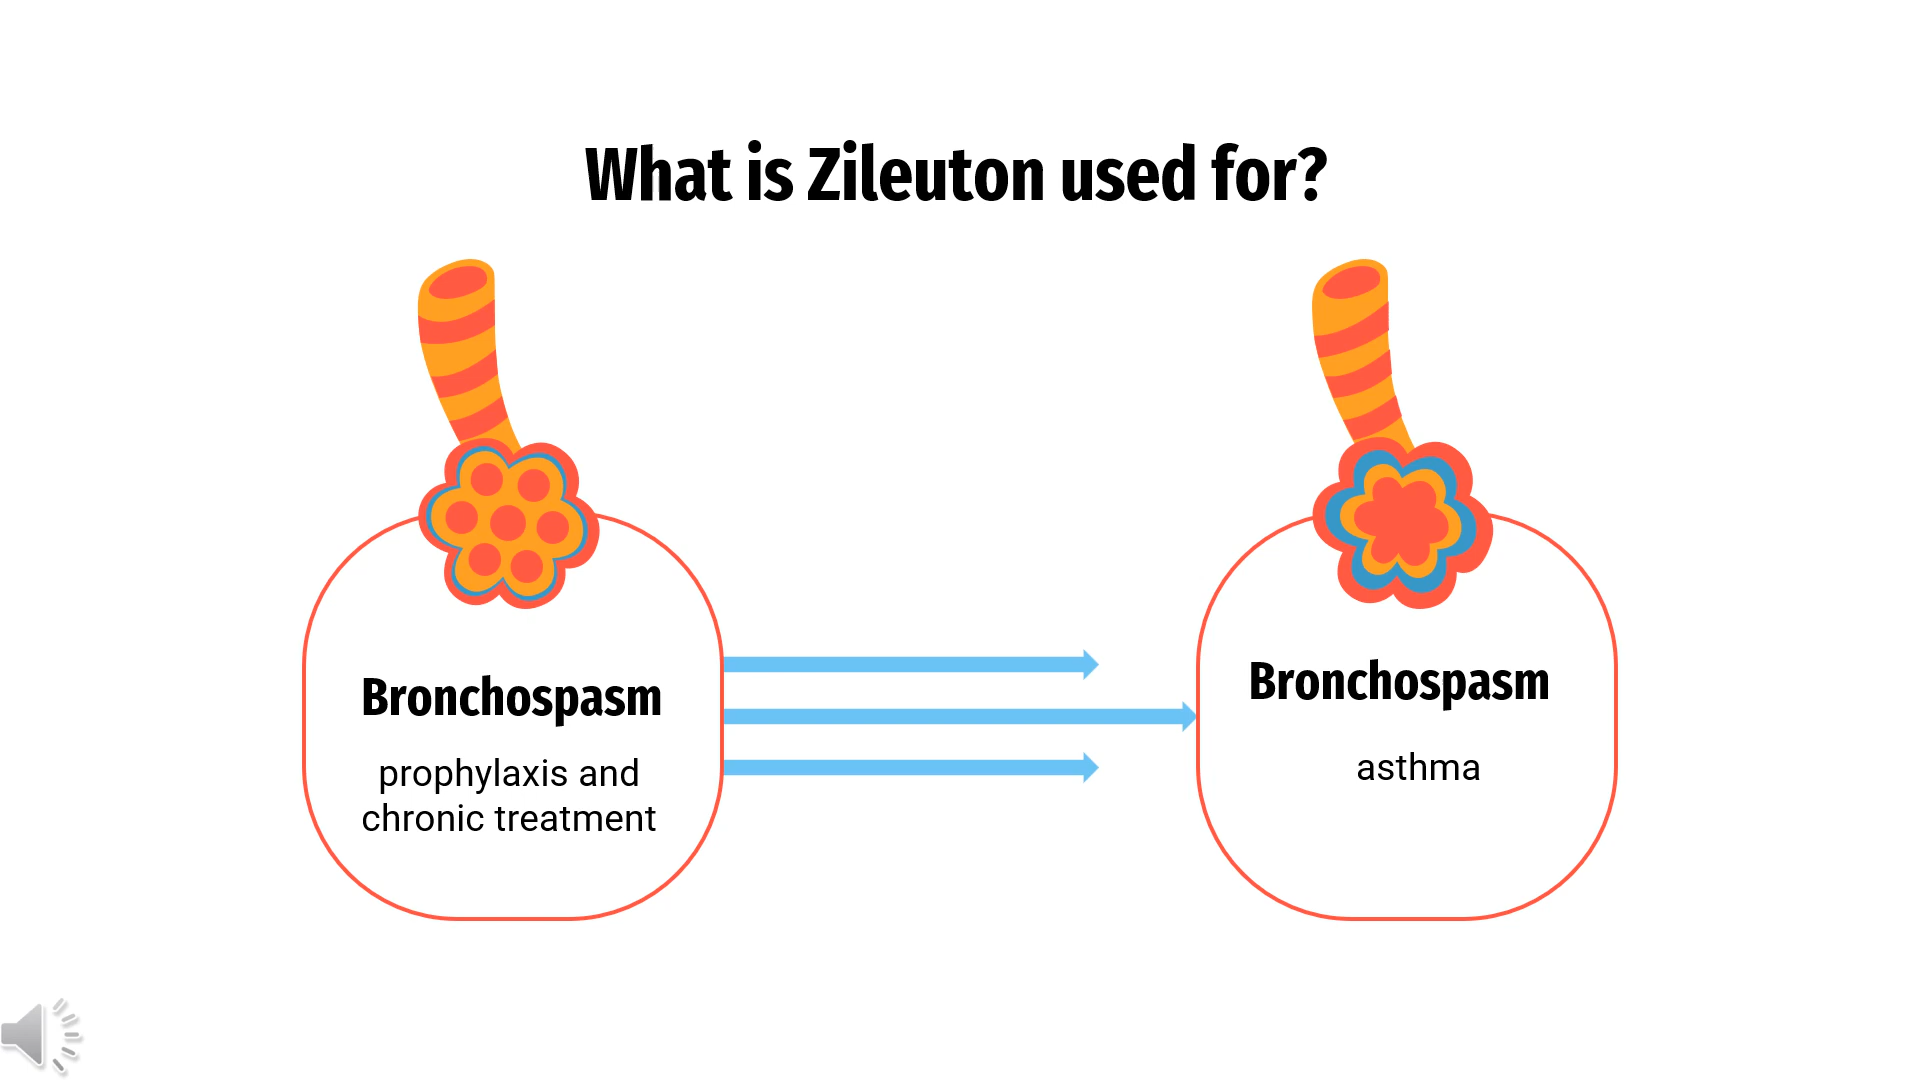 What is Zileuton used for?
Bronchospasm
prophylaxis and
chronic treatment
Bronchospasm
asthma